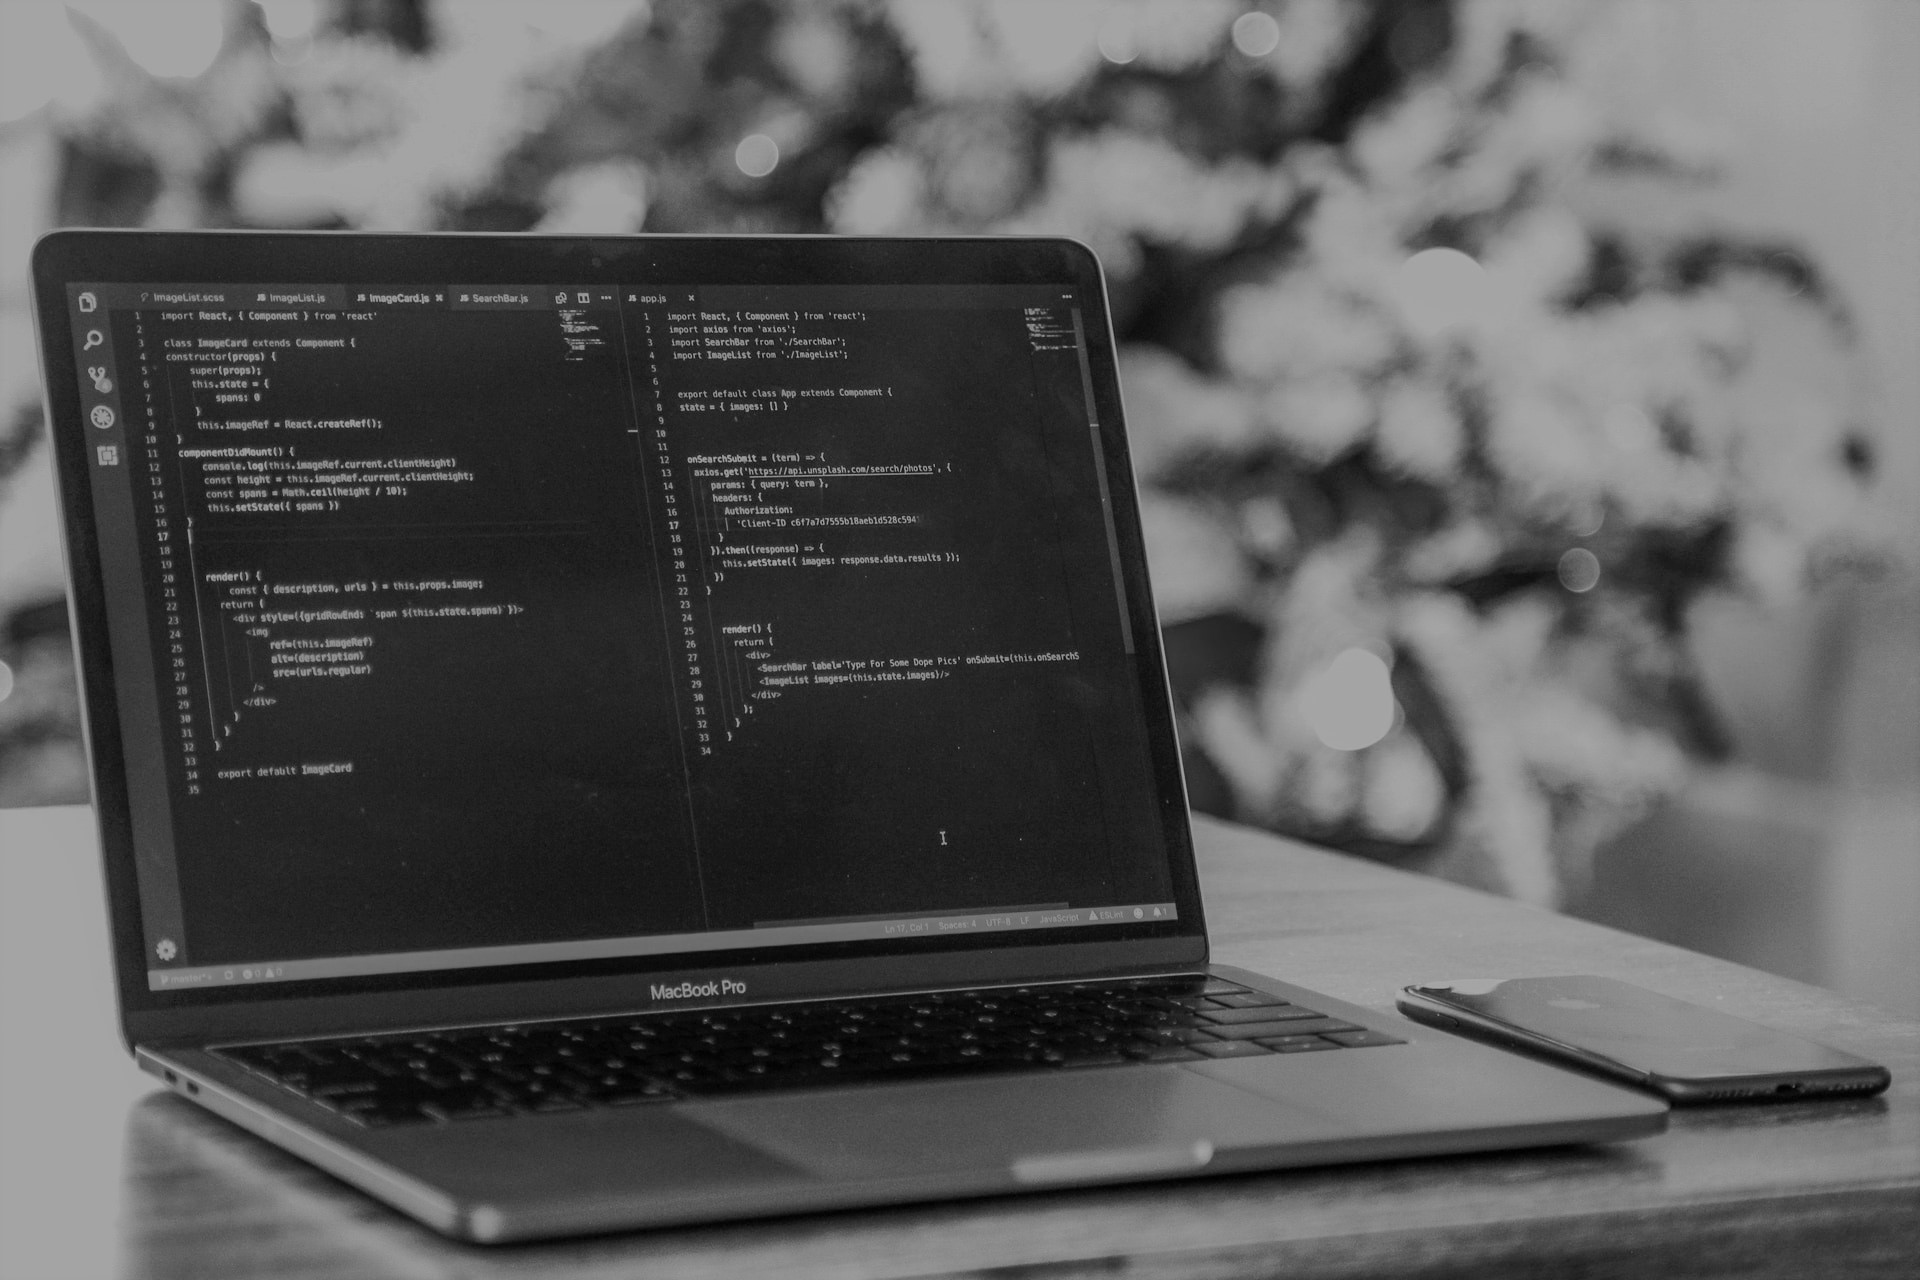 ImageList.scss
ImageList.js
ImageCard.js
SearchBar.js
1 import React, { Component } from 'react'
2
3 class ImageCard extends Component {
4 constructor(props) {
5 super(props);
6 this.state = {
7 spans: 0
8 }
9 this.imageRef = React.createRef();
10 }
11 componentDidMount() {
12 console.log(this.imageRef.current.clientHeight)
13 const height = this.imageRef.current.clientHeight;
14 const spans = Math.ceil(height / 10);
15 this.setState({ spans })
16 }
17
18
19
20 render() {
21 const { description, urls } = this.props.image;
22 return (
23 <div style={{gridRowEnd: `span ${this.state.spans}`}}>
24 <img
25 ref={this.imageRef}
26 alt={description}
27 src={urls.regular}
28 />
29 </div>
30 )
31 }
32 }
33
34 export default ImageCard
35
app.js
1 import React, { Component } from 'react';
2 import axios from 'axios';
3 import SearchBar from './SearchBar';
4 import ImageList from './ImageList';
5
6
7 export default class App extends Component {
8 state = { images: [] }
9
10
11
12 onSearchSubmit = (term) => {
13 axios.get('https://api.unsplash.com/search/photos', {
14 params: { query: term },
15 headers: {
16 Authorization:
17 'Client-ID c6f7a7d7555b18aeb1d528c594
18 }
19 }).then((response) => {
20 this.setState({ images: response.data.results });
21 })
22 }
23
24
25 render() {
26 return (
27 <div>
28 <SearchBar label='Type For Some Dope Pics' onSubmit={this.onSearchS
29 <ImageList images={this.state.images}/>
30 </div>
31 );
32 }
33 }
34
master* 0 0
Ln 17, Col 1 Spaces: 4 UTF-8 LF JavaScript ESLint 1
MacBook Pro